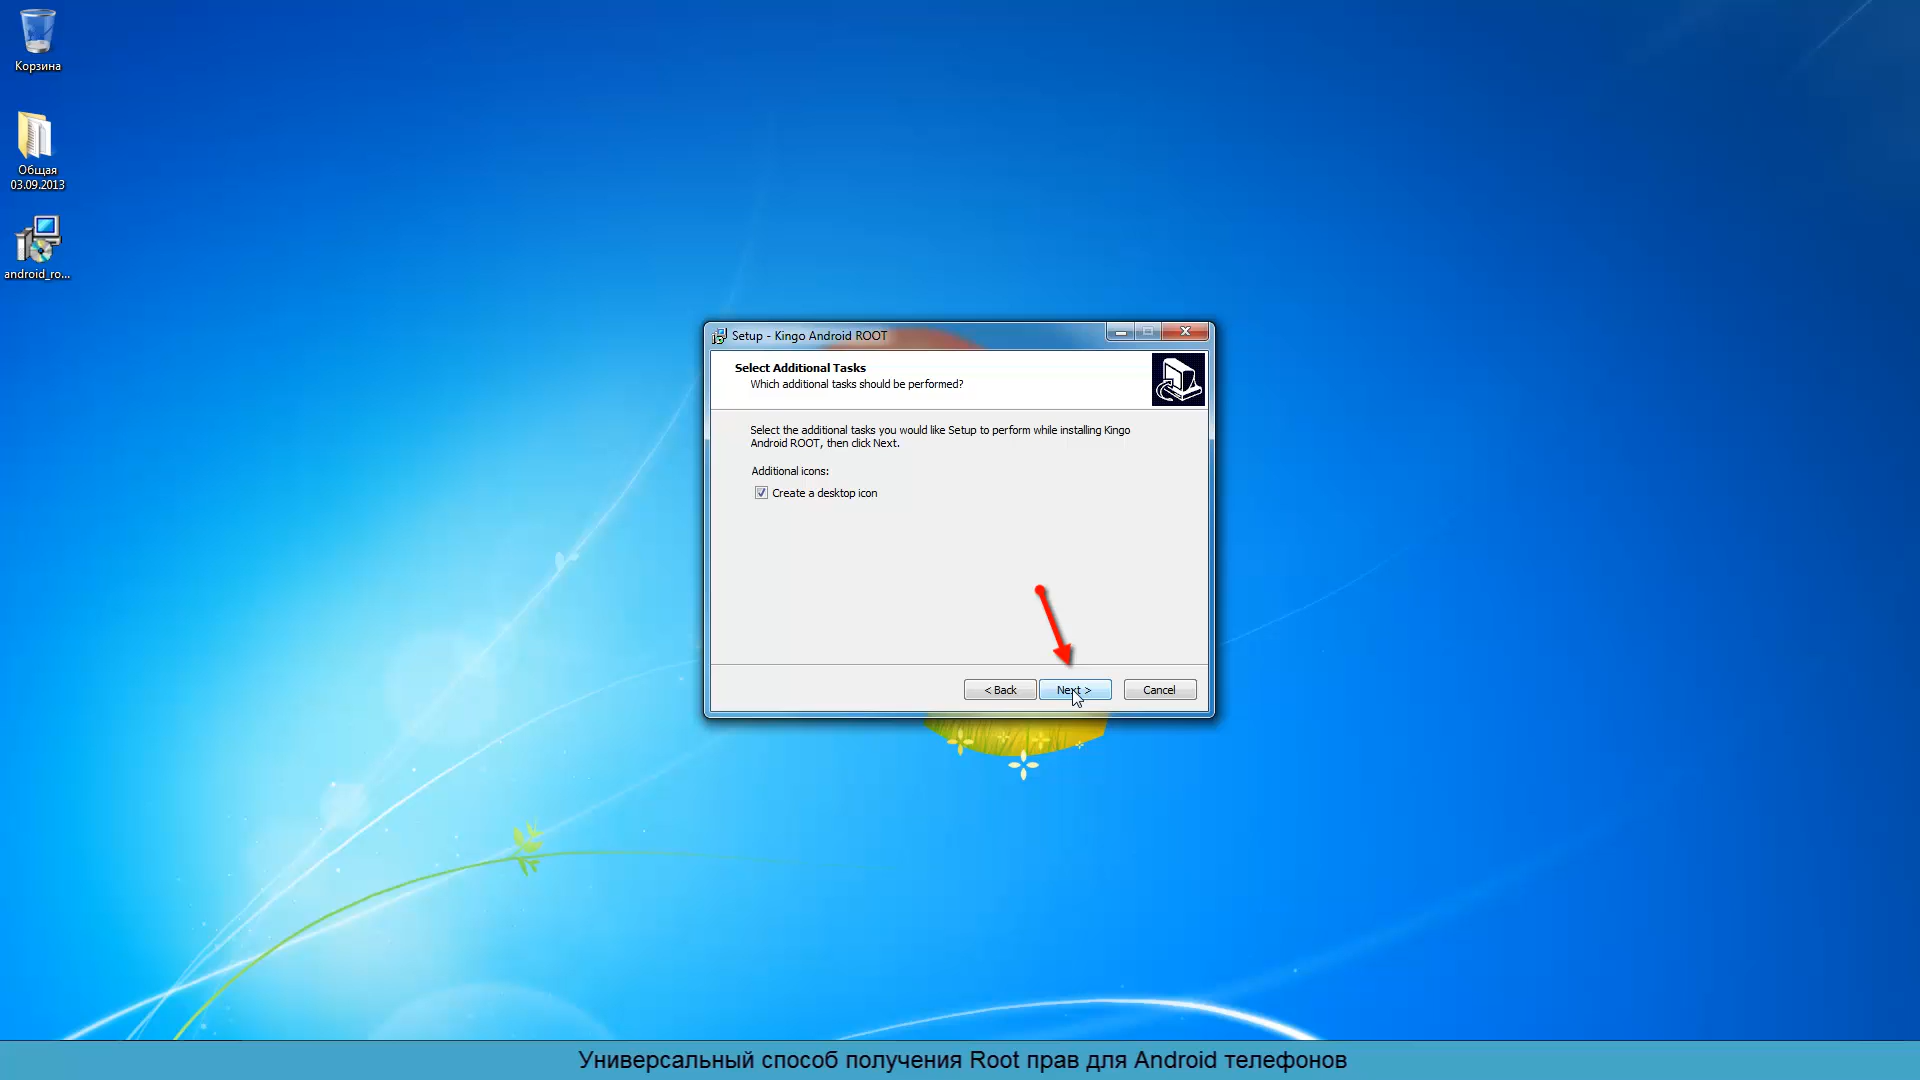 Корзина
Общая
03.09.2013
android_ro...
Setup - Kingo Android ROOT
Select Additional Tasks
Which additional tasks should be performed?
Select the additional tasks you would like Setup to perform while installing Kingo
Android ROOT, then click Next.
Additional icons:
Create a desktop icon
< Back
Next >
Cancel
Универсальный способ получения Root прав для Android телефонов